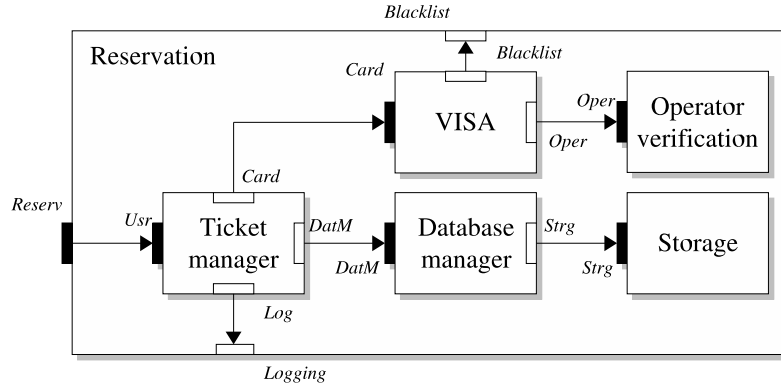 Blacklist
Reservation
Blacklist
Card
VISA
Oper
Oper
Operator
verification
Card
Reserv
Usr
Ticket
manager
DatM
DatM
Database
manager
Strg
Strg
Storage
Log
Logging